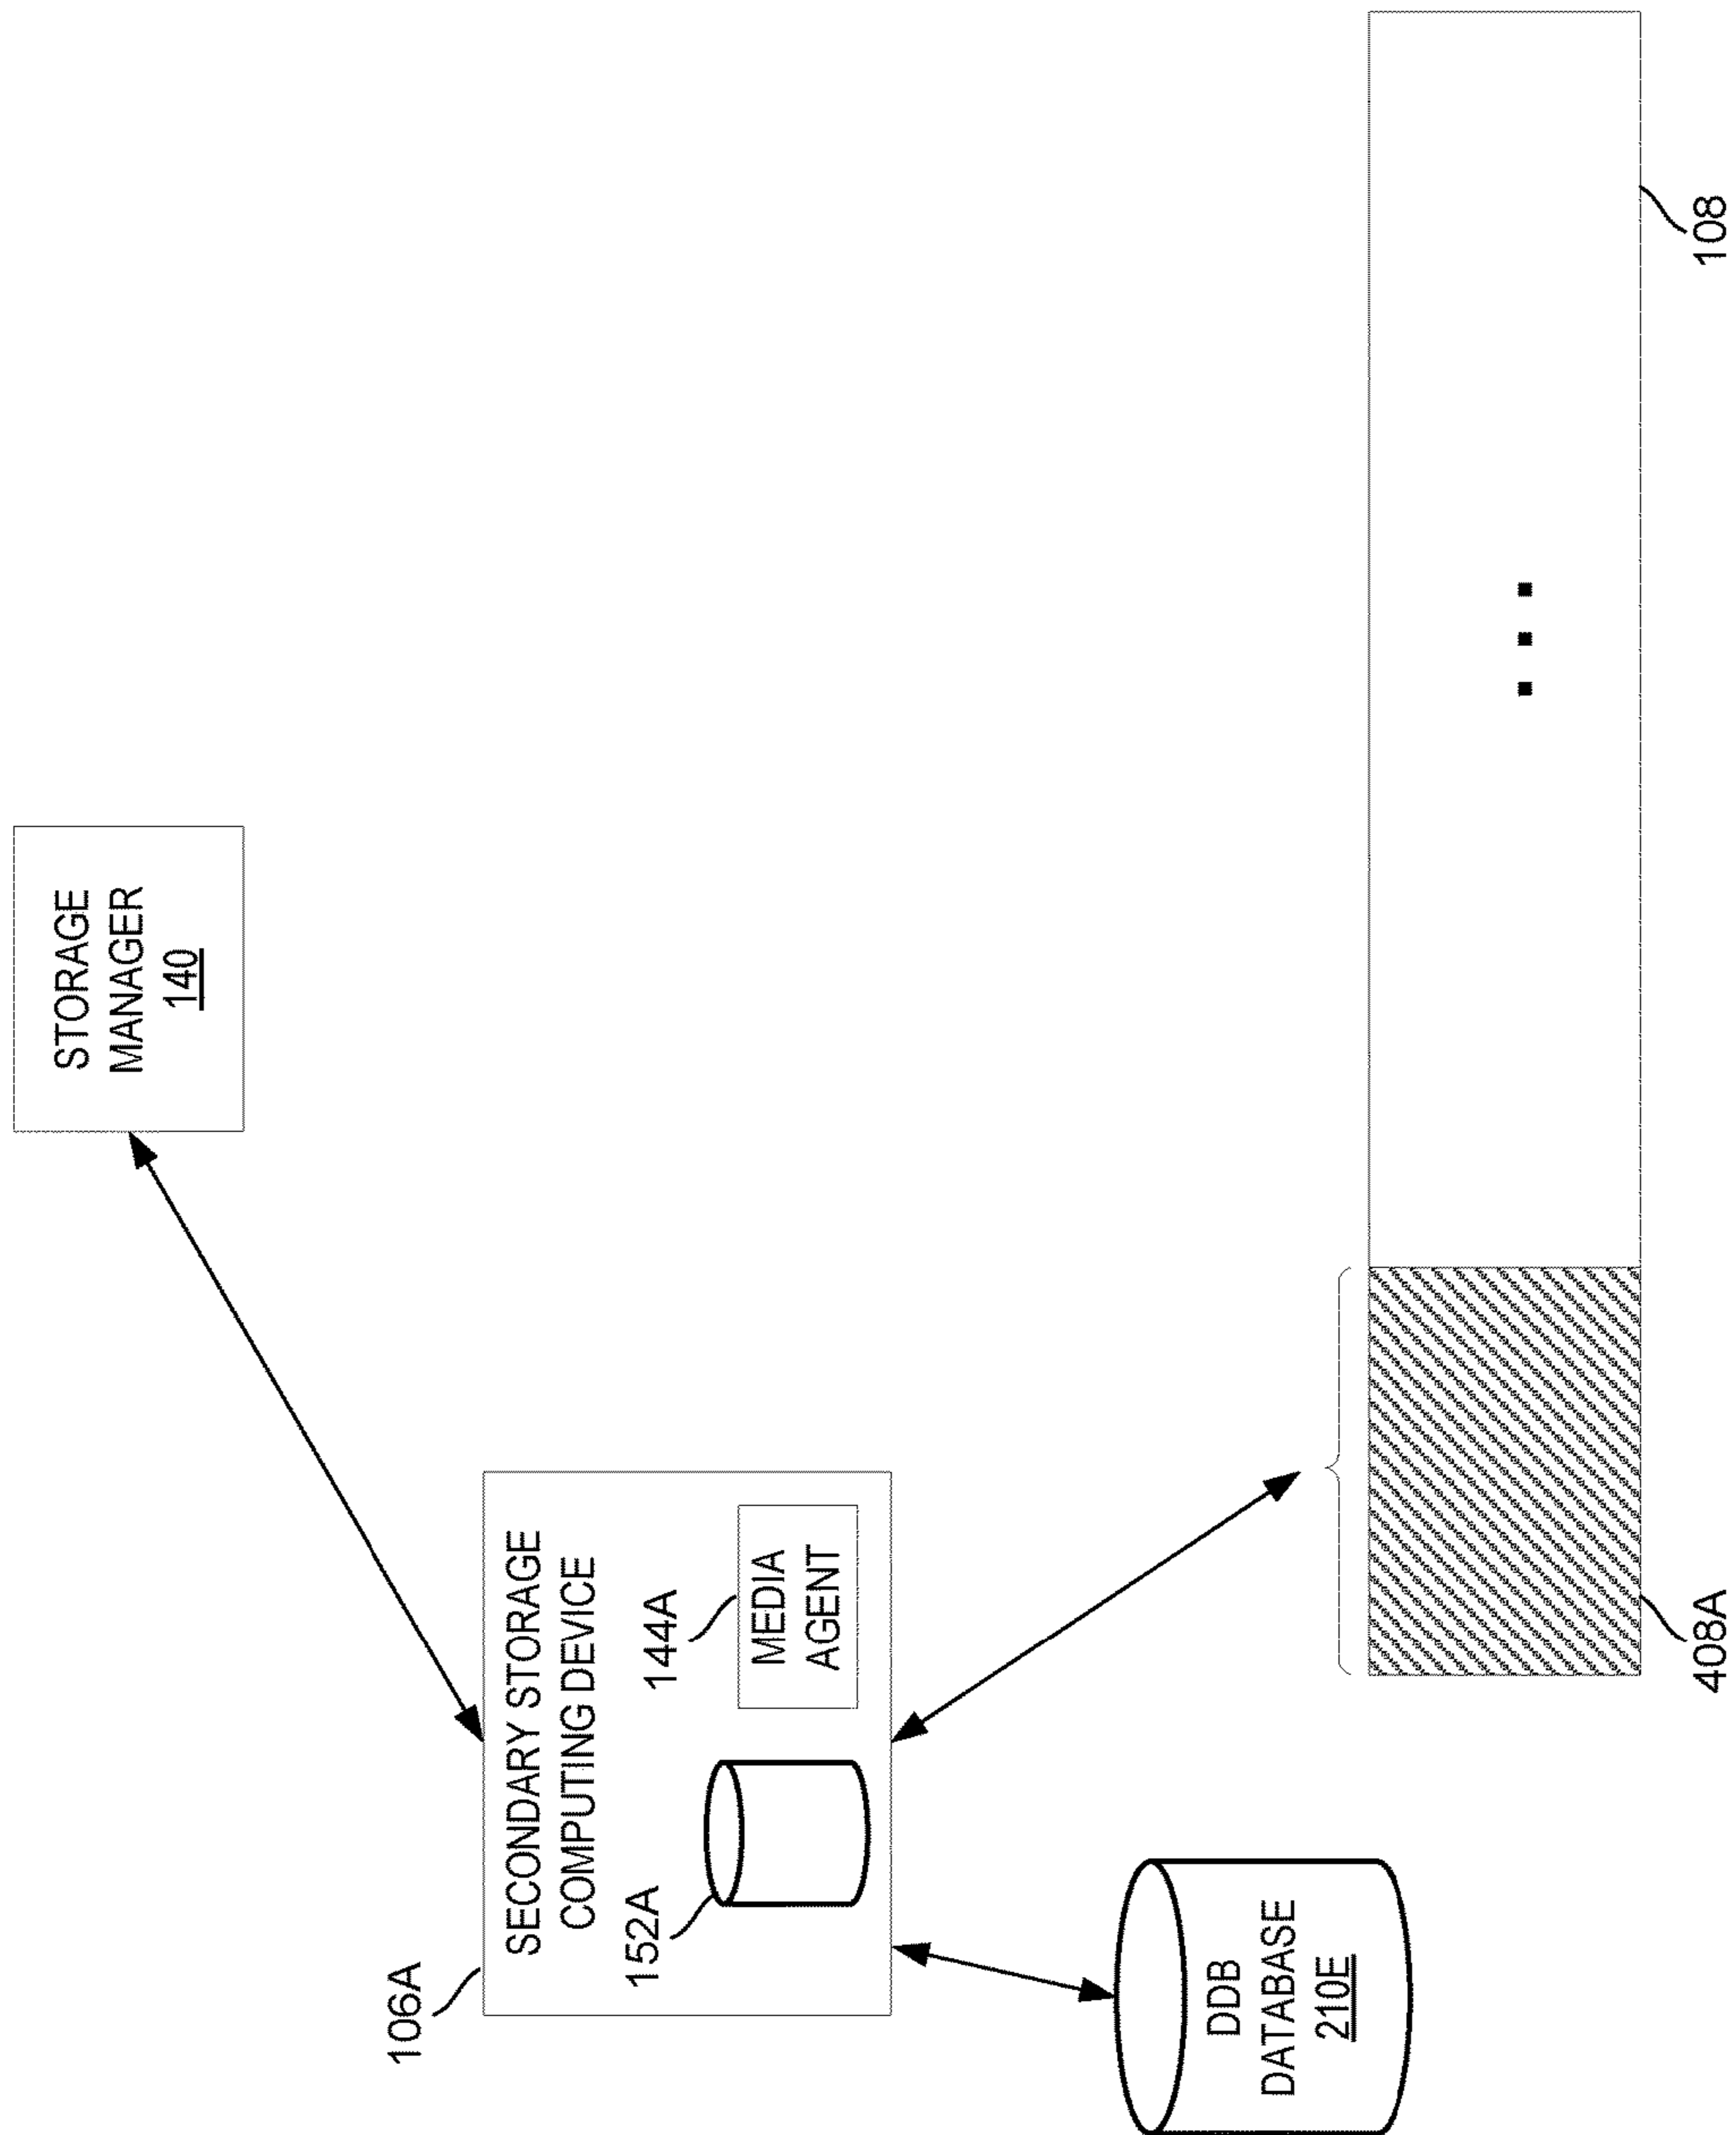 STORAGE
MANAGER
140
106A
SECONDARY STORAGE
COMPUTING DEVICE
152A
144A
MEDIA
AGENT
DDB
DATABASE
210E
408A
108